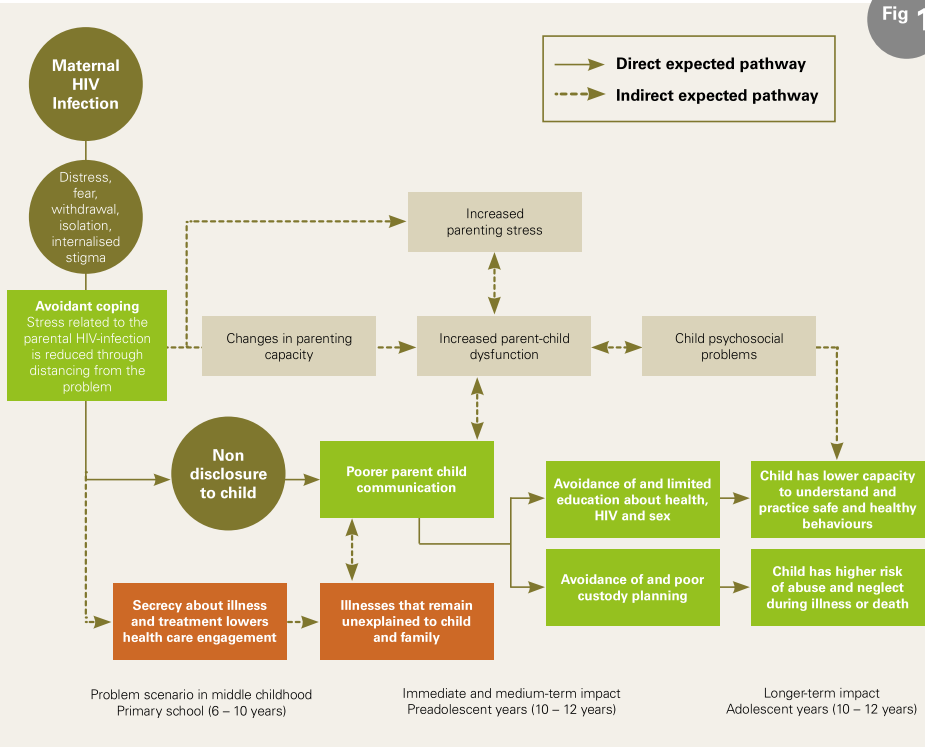 Fig 1
Maternal
HIV
Infection
Direct expected pathway
Indirect expected pathway
Distress,
fear,
withdrawal,
isolation,
internalised
stigma
Increased
parenting stress
Avoidant coping
Stress related to the
parental HIV-infection
is reduced through
distancing from the
problem
Changes in parenting
capacity
Increased parent-child
dysfunction
Child psychosocial
problems
Non
disclosure
to child
Poorer parent child
communication
Avoidance of and limited
education about health,
HIV and sex
Child has lower capacity
to understand and
practice safe and healthy
behaviours
Avoidance of and poor
custody planning
Child has higher risk
of abuse and neglect
during illness or death
Secrecy about illness
and treatment lowers
health care engagement
Illnesses that remain
unexplained to child
and family
Problem scenario in middle childhood
Primary school (6 – 10 years)
Immediate and medium-term impact
Preadolescent years (10 – 12 years)
Longer-term impact
Adolescent years (10 – 12 years)